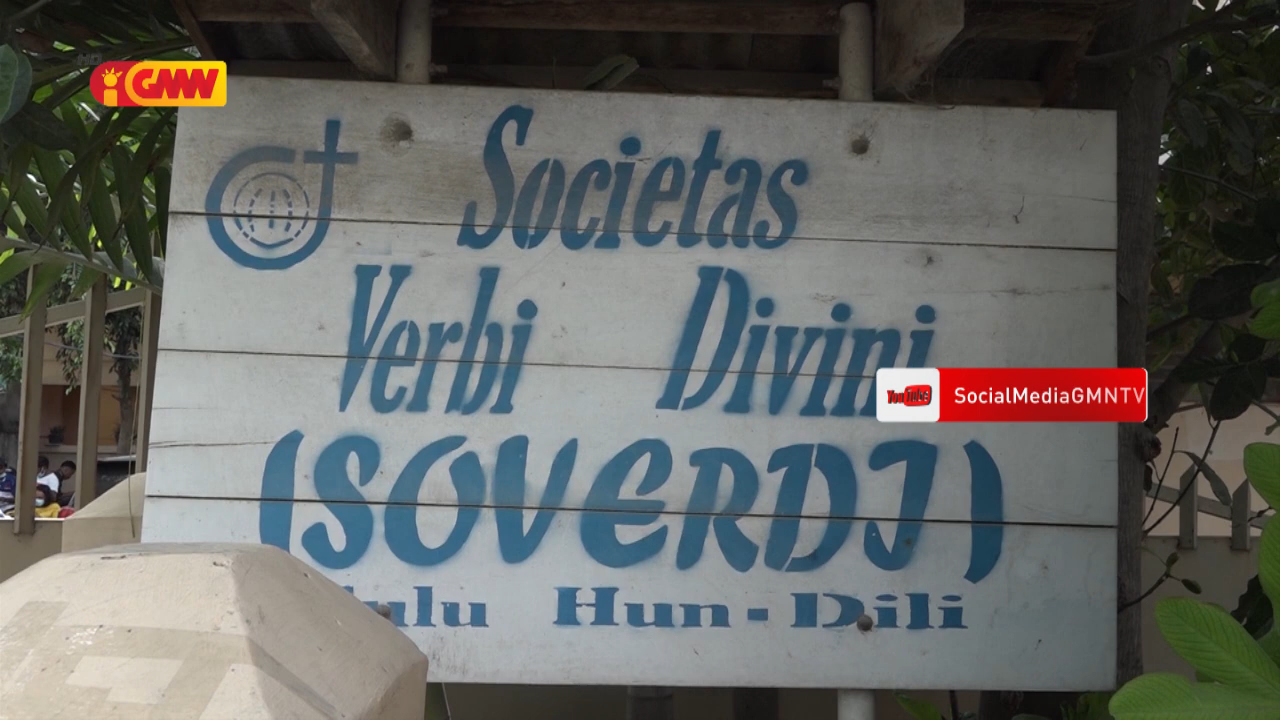 GMN
Societas
Verbi Divini
SocialMediaGMNTV
(SOVERDI)
Hun - Dili